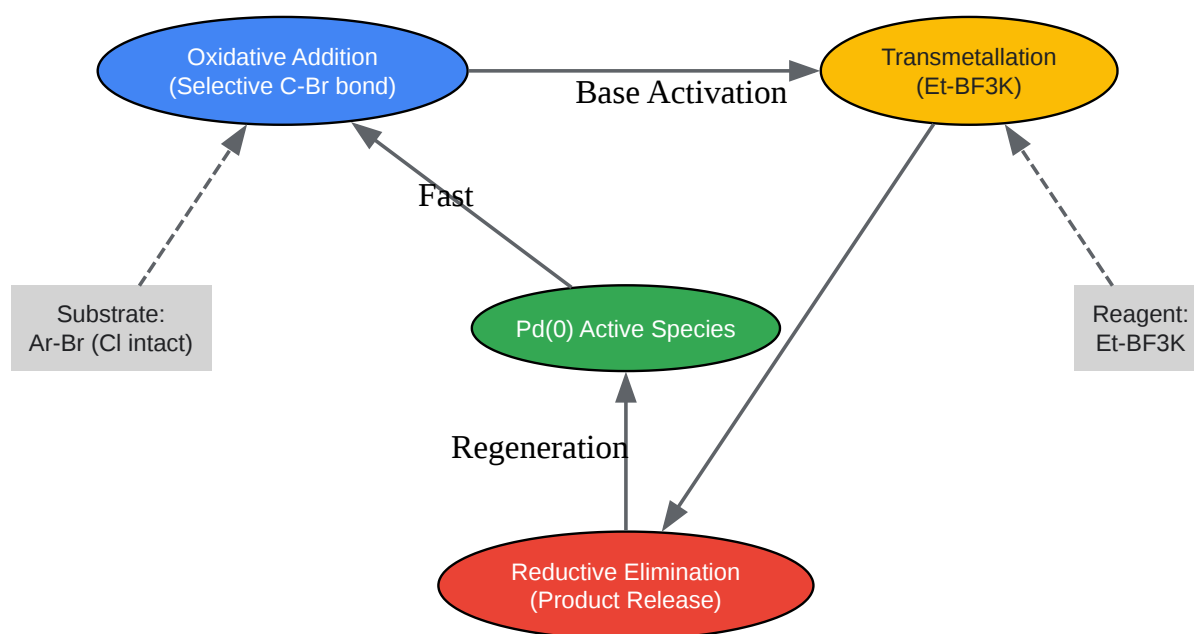 Oxidative Addition
(Selective C-Br bond)
Transmetallation
(Et-BF3K)
Base Activation
Fast
Substrate:
Ar-Br (Cl intact)
Pd(0) Active Species
Reagent:
Et-BF3K
Regeneration
Reductive Elimination
(Product Release)